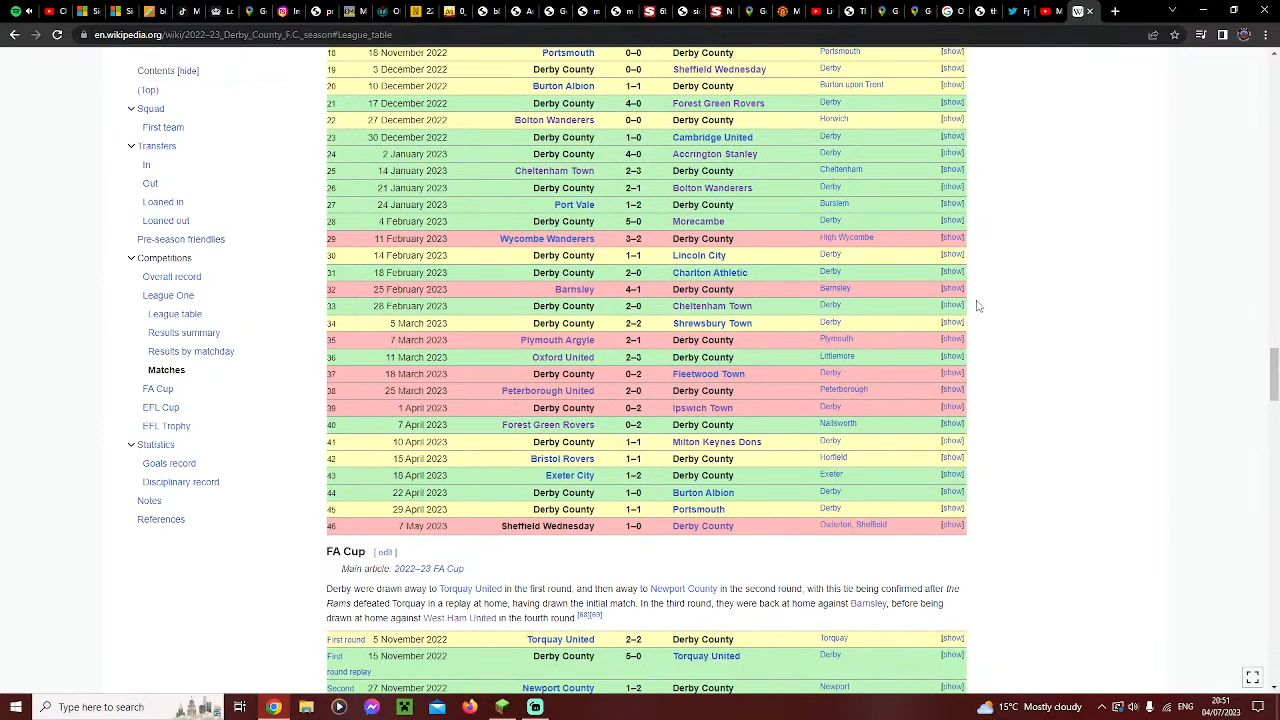 en.wikipedia.org/wiki/2022-23_Derby_County_F.C._season#League_table
Contents [hide]
(Top)
Squad
First team
Transfers
In
Out
Loaned in
Loaned out
Pre-season friendlies
Competitions
Overall record
League One
League table
Results summary
Results by matchday
Matches
FA Cup
EFL Cup
EFL Trophy
Statistics
Goals record
Disciplinary record
Notes
References
18 18 November 2022 Portsmouth 0–0 Derby County Portsmouth [show]
19 3 December 2022 Derby County 0–0 Sheffield Wednesday Derby [show]
20 10 December 2022 Burton Albion 1–1 Derby County Burton upon Trent [show]
21 17 December 2022 Derby County 4–0 Forest Green Rovers Derby [show]
22 27 December 2022 Bolton Wanderers 0–0 Derby County Horwich [show]
23 30 December 2022 Derby County 1–0 Cambridge United Derby [show]
24 2 January 2023 Derby County 4–0 Accrington Stanley Derby [show]
25 14 January 2023 Cheltenham Town 2–3 Derby County Cheltenham [show]
26 21 January 2023 Derby County 2–1 Bolton Wanderers Derby [show]
27 24 January 2023 Port Vale 1–2 Derby County Burslem [show]
28 4 February 2023 Derby County 5–0 Morecambe Derby [show]
29 11 February 2023 Wycombe Wanderers 3–2 Derby County High Wycombe [show]
30 14 February 2023 Derby County 1–1 Lincoln City Derby [show]
31 18 February 2023 Derby County 2–0 Charlton Athletic Derby [show]
32 25 February 2023 Barnsley 4–1 Derby County Barnsley [show]
33 28 February 2023 Derby County 2–0 Cheltenham Town Derby [show]
34 5 March 2023 Derby County 2–2 Shrewsbury Town Derby [show]
35 7 March 2023 Plymouth Argyle 2–1 Derby County Plymouth [show]
36 11 March 2023 Oxford United 2–3 Derby County Littlemore [show]
37 18 March 2023 Derby County 0–2 Fleetwood Town Derby [show]
38 25 March 2023 Peterborough United 2–0 Derby County Peterborough [show]
39 1 April 2023 Derby County 0–2 Ipswich Town Derby [show]
40 7 April 2023 Forest Green Rovers 0–2 Derby County Nailsworth [show]
41 10 April 2023 Derby County 1–1 Milton Keynes Dons Derby [show]
42 15 April 2023 Bristol Rovers 1–1 Derby County Horfield [show]
43 18 April 2023 Exeter City 1–2 Derby County Exeter [show]
44 22 April 2023 Derby County 1–0 Burton Albion Derby [show]
45 29 April 2023 Derby County 1–1 Portsmouth Derby [show]
46 7 May 2023 Sheffield Wednesday 1–0 Derby County Owlerton, Sheffield [show]
FA Cup [ edit ]
Main article: 2022–23 FA Cup
Derby were drawn away to Torquay United in the first round, and then away to Newport County in the second round, with this tie being confirmed after the
Rams defeated Torquay in a replay at home, having drawn the initial match. In the third round, they were back at home against Barnsley, before being
drawn at home against West Ham United in the fourth round.[68][69]
First round 5 November 2022 Torquay United 2–2 Derby County Torquay [show]
First 15 November 2022 Derby County 5–0 Torquay United Derby [show]
round replay
Second 27 November 2022 Newport County 1–2 Derby County Newport [show]
Type here to search
15°C Mostly cloudy
ENG
20:51
04/07/2023